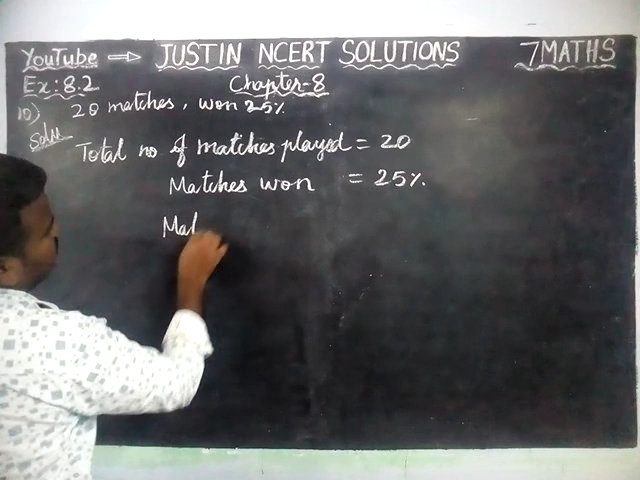 YouTube → JUSTIN NCERT SOLUTIONS 7MATHS
Ex: 8.2 Chapter-8
10) 20 matches, won 25%
Soln
Total no of matches played = 20
Matches won = 25%.
Mat